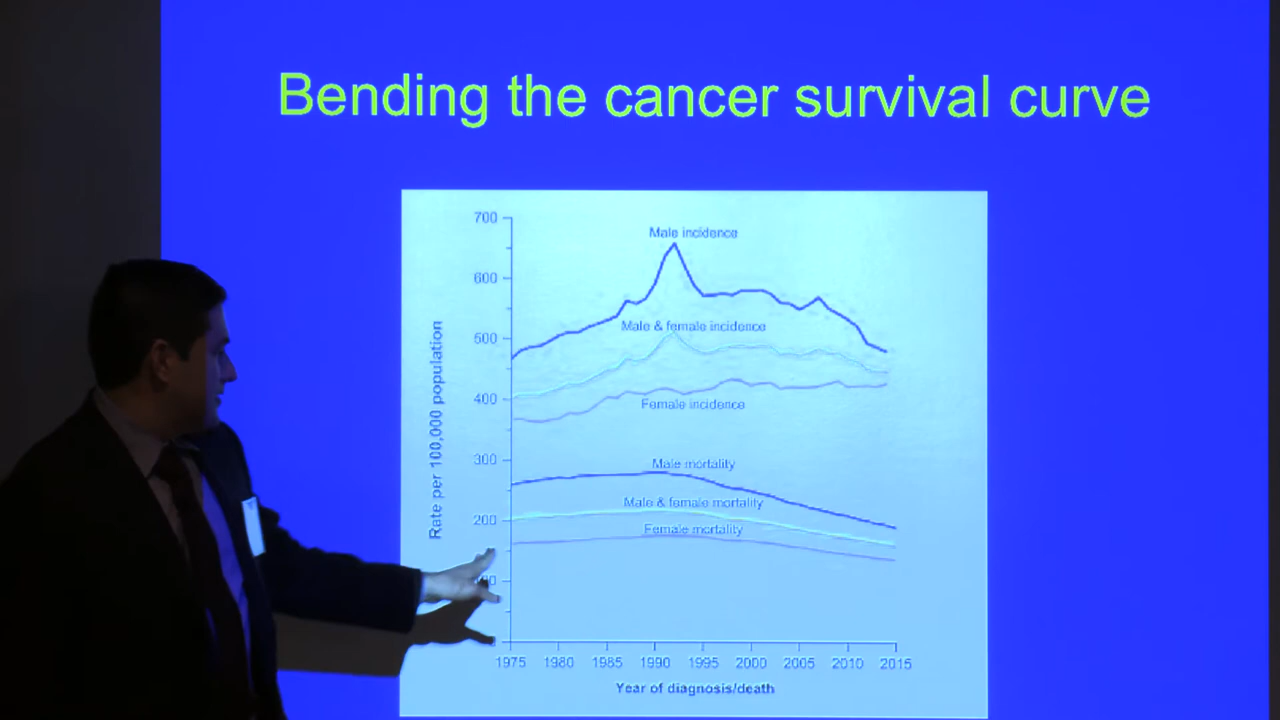 Bending the cancer survival curve
700
Male incidence
600
Male & female incidence
500
400
Female incidence
300
Male mortality
Male & female mortality
200
Female mortality
Rate per 100,000 population
1975 1980 1985 1990 1995 2000 2005 2010 2015
Year of diagnosis/death